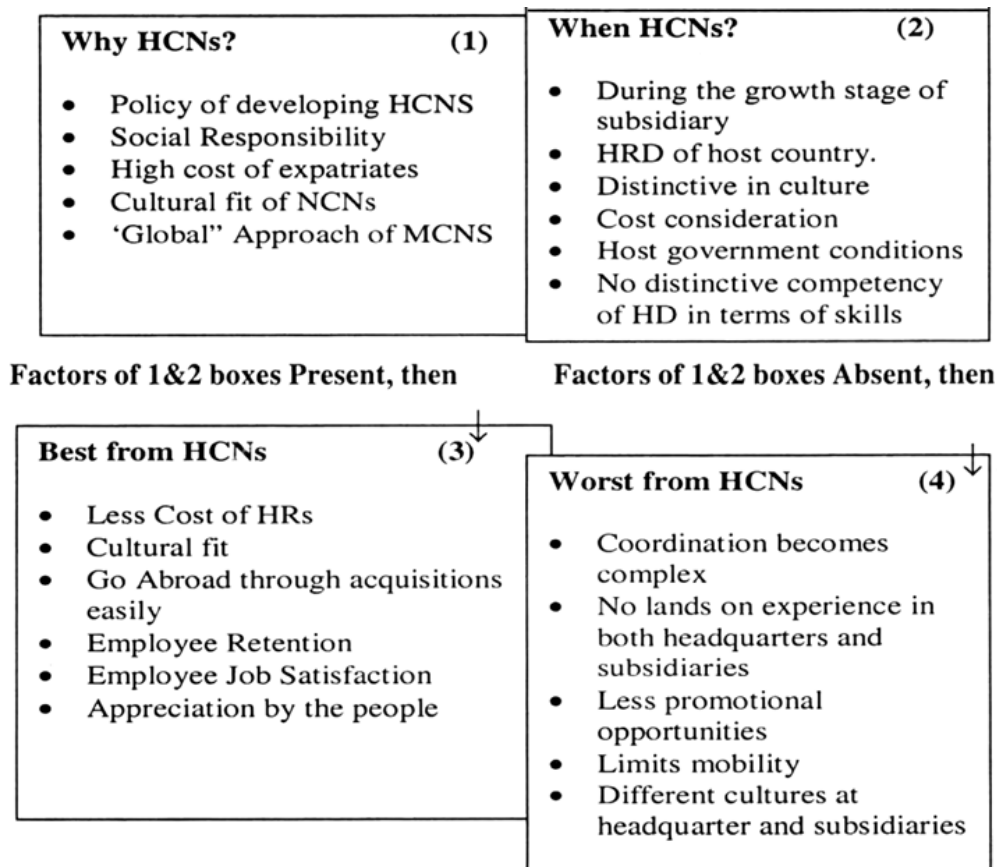 Why HCNs? (1)
• Policy of developing HCNS
• Social Responsibility
• High cost of expatriates
• Cultural fit of NCNs
• ‘Global” Approach of MCNS
When HCNs? (2)
• During the growth stage of
subsidiary
• HRD of host country.
• Distinctive in culture
• Cost consideration
• Host government conditions
• No distinctive competency
of HD in terms of skills
Factors of 1&2 boxes Present, then
Factors of 1&2 boxes Absent, then
Best from HCNs (3)
• Less Cost of HRs
• Cultural fit
• Go Abroad through acquisitions
easily
• Employee Retention
• Employee Job Satisfaction
• Appreciation by the people
Worst from HCNs (4)
• Coordination becomes
complex
• No lands on experience in
both headquarters and
subsidiaries
• Less promotional
opportunities
• Limits mobility
• Different cultures at
headquarter and subsidiaries